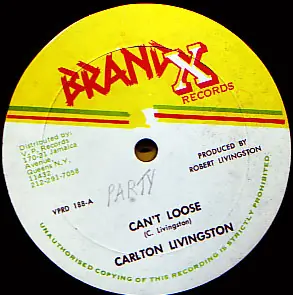 BRAND X
RECORDS
Distributed by:
V. P. Records
170-21 Jamaica
Avenue,
Queens N.Y.
11432
212-291-7058
PRODUCED BY
ROBERT LIVINGSTON
VPRD 188-A
PARTY
CAN'T LOOSE
(C. Livingston)
CARLTON LIVINGSTON
UNAUTHORISED COPYING OF THIS RECORDING IS STRICTLY PROHIBITED